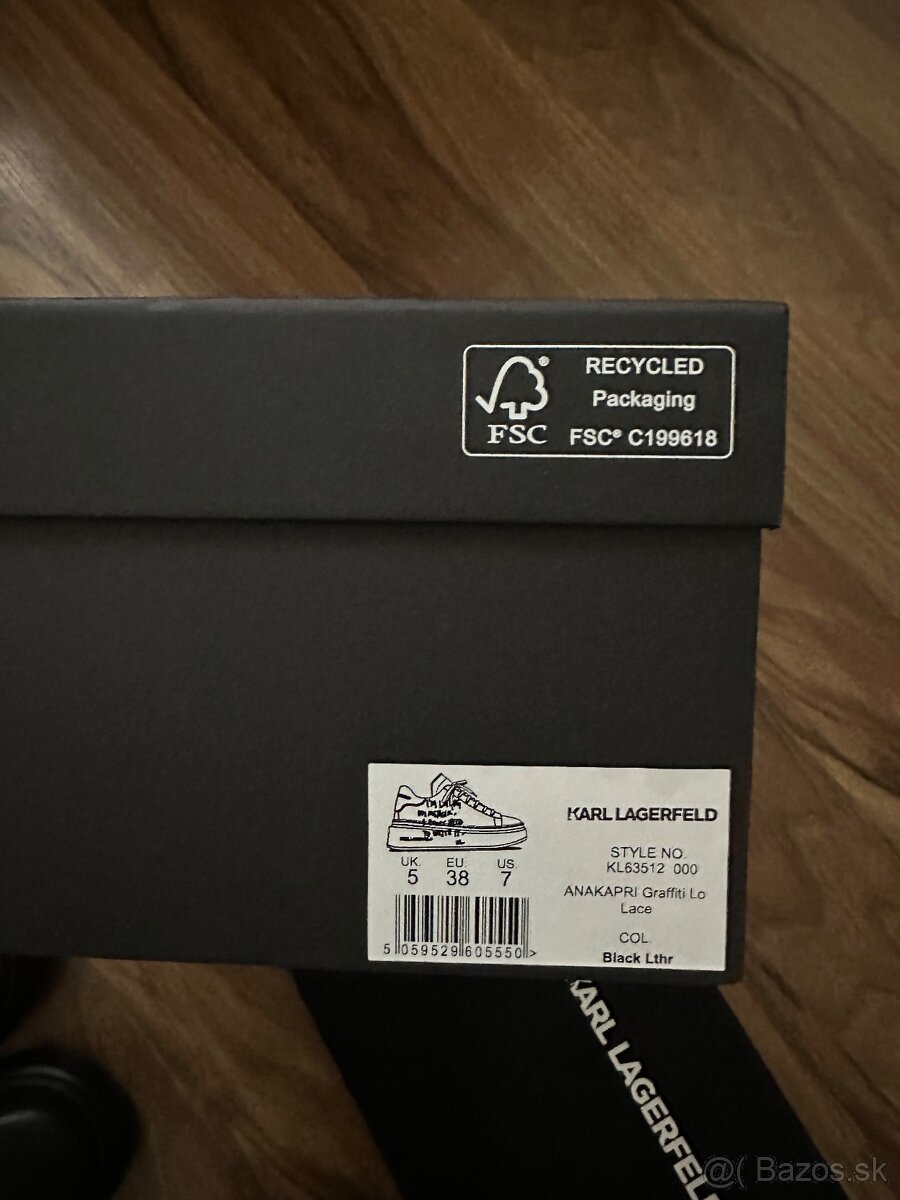 RECYCLED
Packaging
FSC
FSC® C199618
KARL LAGERFELD
STYLE NO.
KL63512 000
UK. EU. US.
5 38 7
ANAKAPRI Graffiti Lo
Lace
COL.
Black Lthr
5 059529 605550 >
KARL LAGERFEL
@( Bazos.sk